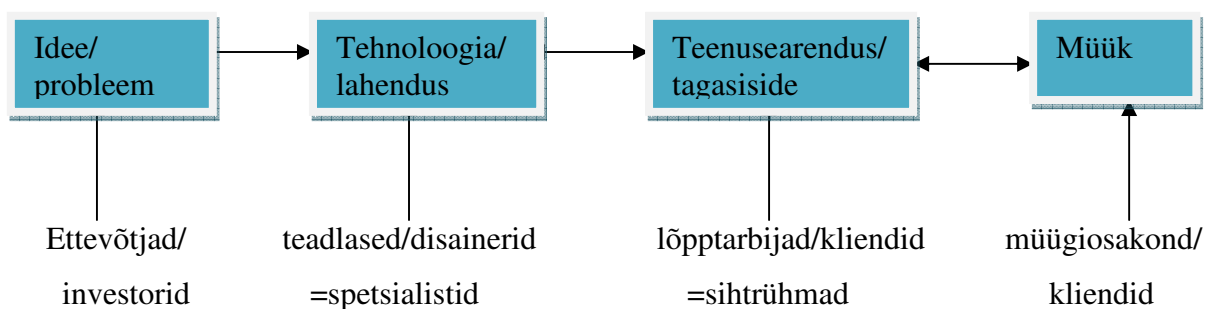 Idee/
probleem
Tehnoloogia/
lahendus
Teenusearendus/
tagasiside
Müük
Ettevõtjad/
investorid
teadlased/disainerid
=spetsialistid
lõpptarbijad/kliendid
=sihtrühmad
müügiosakond/
kliendid